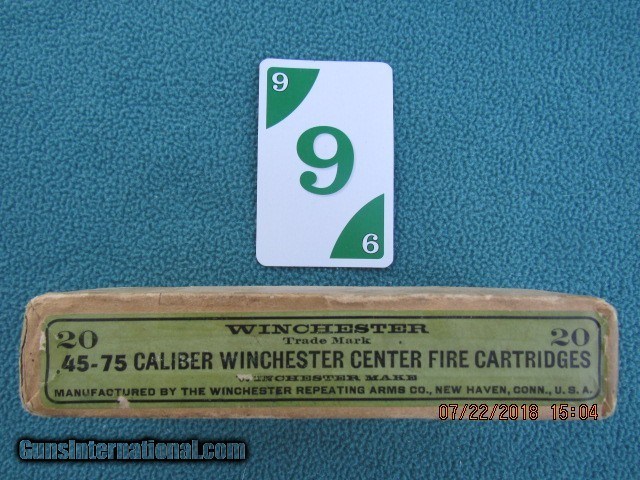 9
9
9
WINCHESTER
Trade Mark
20 20
.45-75 CALIBER WINCHESTER CENTER FIRE CARTRIDGES
WINCHESTER MAKE
MANUFACTURED BY THE WINCHESTER REPEATING ARMS CO., NEW HAVEN, CONN., U.S.A.
07/22/2018 15:04
GunsInternational.com